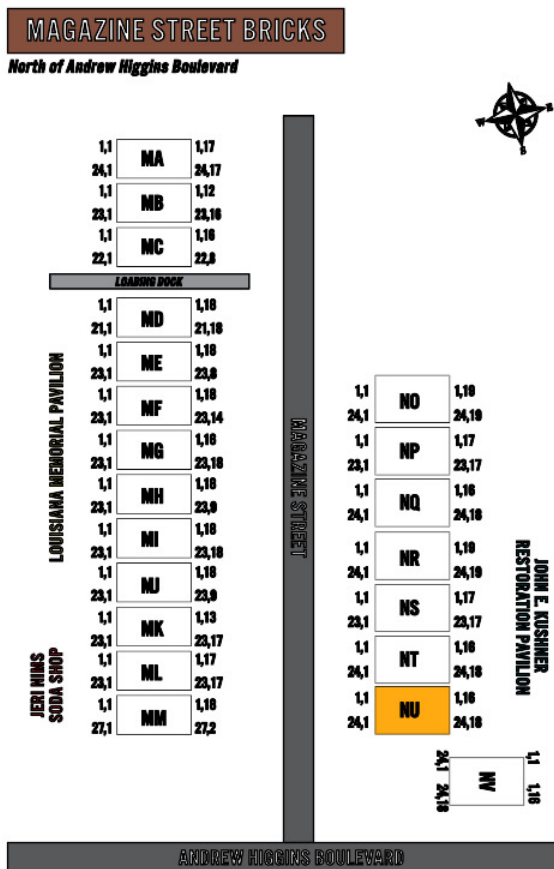 MAGAZINE STREET BRICKS
North of Andrew Higgins Boulevard
N
W E
S
1,1 MA 1,17
24,1 24,17
1,1 MB 1,12
23,1 23,16
1,1 MC 1,16
22,1 22,8
LOADING DOCK
1,1 MD 1,18
21,1 21,18
1,1 ME 1,18
23,1 23,8
1,1 MF 1,18
23,1 23,14
1,1 MG 1,16
23,1 23,18
1,1 MH 1,18
23,1 23,9
1,1 MI 1,18
23,1 23,18
1,1 MJ 1,18
23,1 23,9
1,1 MK 1,13
23,1 23,17
1,1 ML 1,17
23,1 23,17
1,1 MM 1,18
27,1 27,2
LOUISIANA MEMORIAL PAVILION
JERI NIMS
SODA SHOP
MAGAZINE STREET
1,1 NO 1,19
24,1 24,19
1,1 NP 1,17
23,1 23,17
1,1 NQ 1,16
24,1 24,18
1,1 NR 1,19
24,1 24,19
1,1 NS 1,17
23,1 23,17
1,1 NT 1,16
24,1 24,18
1,1 NU 1,16
24,1 24,18
JOHN E. KUSHNER
RESTORATION PAVILION
1,1 NV 1,16
24,1 24,18
ANDREW HIGGINS BOULEVARD